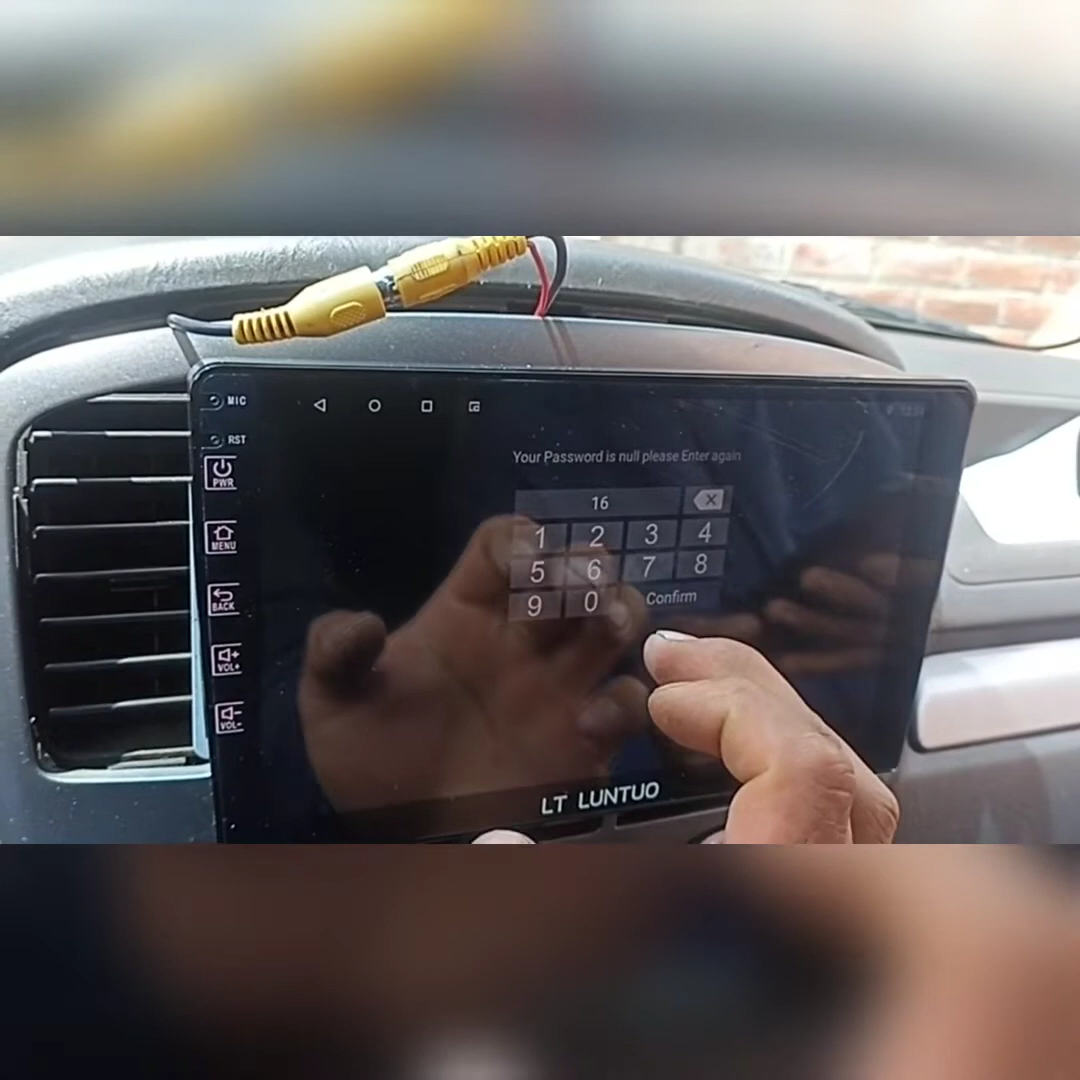 MIC
RST
PWR
MENU
BACK
VOL+
VOL-
Your Password is null please Enter again
16
1 2 3 4
5 6 7 8
9 0 Confirm
LT LUNTUO